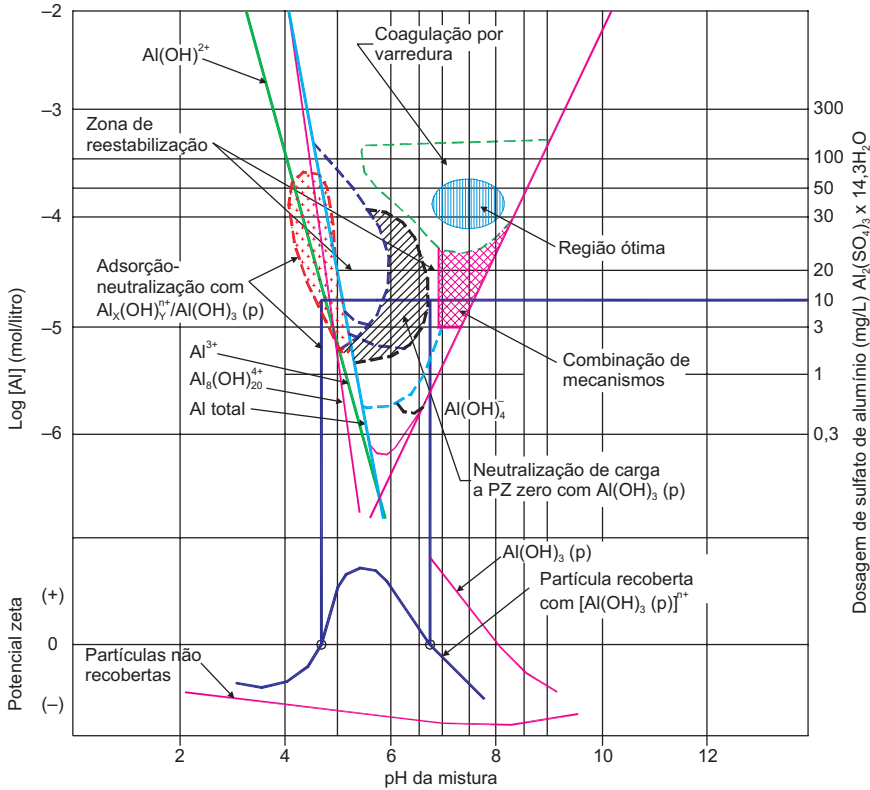 –2
–3
–4
–5
–6
Log [Al] (mol/litro)
Al(OH)²⁺
Zona de
reestabilização
Coagulação por
varredura
Região ótima
Adsorção-
neutralização com
Alₓ(OH)ᵧⁿ⁺/Al(OH)₃ (p)
Al³⁺
Al₈(OH)₂₀⁴⁺
Al total
Al(OH)₄⁻
Combinação de
mecanismos
Neutralização de carga
a PZ zero com Al(OH)₃ (p)
300
100
50
30
20
10
3
1
0,3
Dosagem de sulfato de alumínio (mg/L) Al₂(SO₄)₃ x 14,3H₂O
Potencial zeta
(+)
0
(–)
Al(OH)₃ (p)
Partícula recoberta
com [Al(OH)₃ (p)]ⁿ⁺
Partículas não
recobertas
2 4 6 8 10 12
pH da mistura